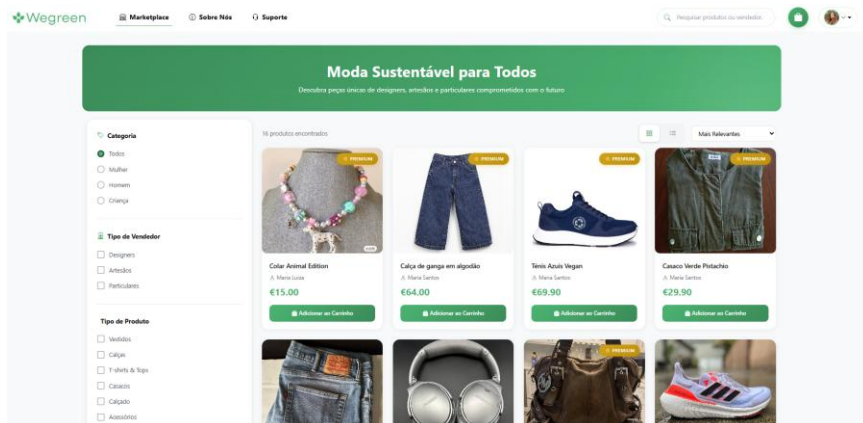 Wegreen
Marketplace
Sobre Nós
Suporte
Pesquisar produtos ou vendedor...
Moda Sustentável para Todos
Descubra peças únicas de designers, artesãos e particulares comprometidos com o futuro
Categoria
Todos
Mulher
Homem
Criança
Tipo de Vendedor
Designers
Artesãos
Particulares
Tipo de Produto
Vestidos
Calças
T-shirts & Tops
Casacos
Calçado
Acessórios
16 produtos encontrados
Mais Relevantes
PREMIUM
PREMIUM
PREMIUM
PREMIUM
Colar Animal Edition
Maria Luisa
€15.00
Adicionar ao Carrinho
Calça de ganga em algodão
Maria Santos
€64.00
Adicionar ao Carrinho
Ténis Azuis Vegan
Maria Santos
€69.90
Adicionar ao Carrinho
Casaco Verde Pistachio
Maria Santos
€29.90
Adicionar ao Carrinho
PREMIUM